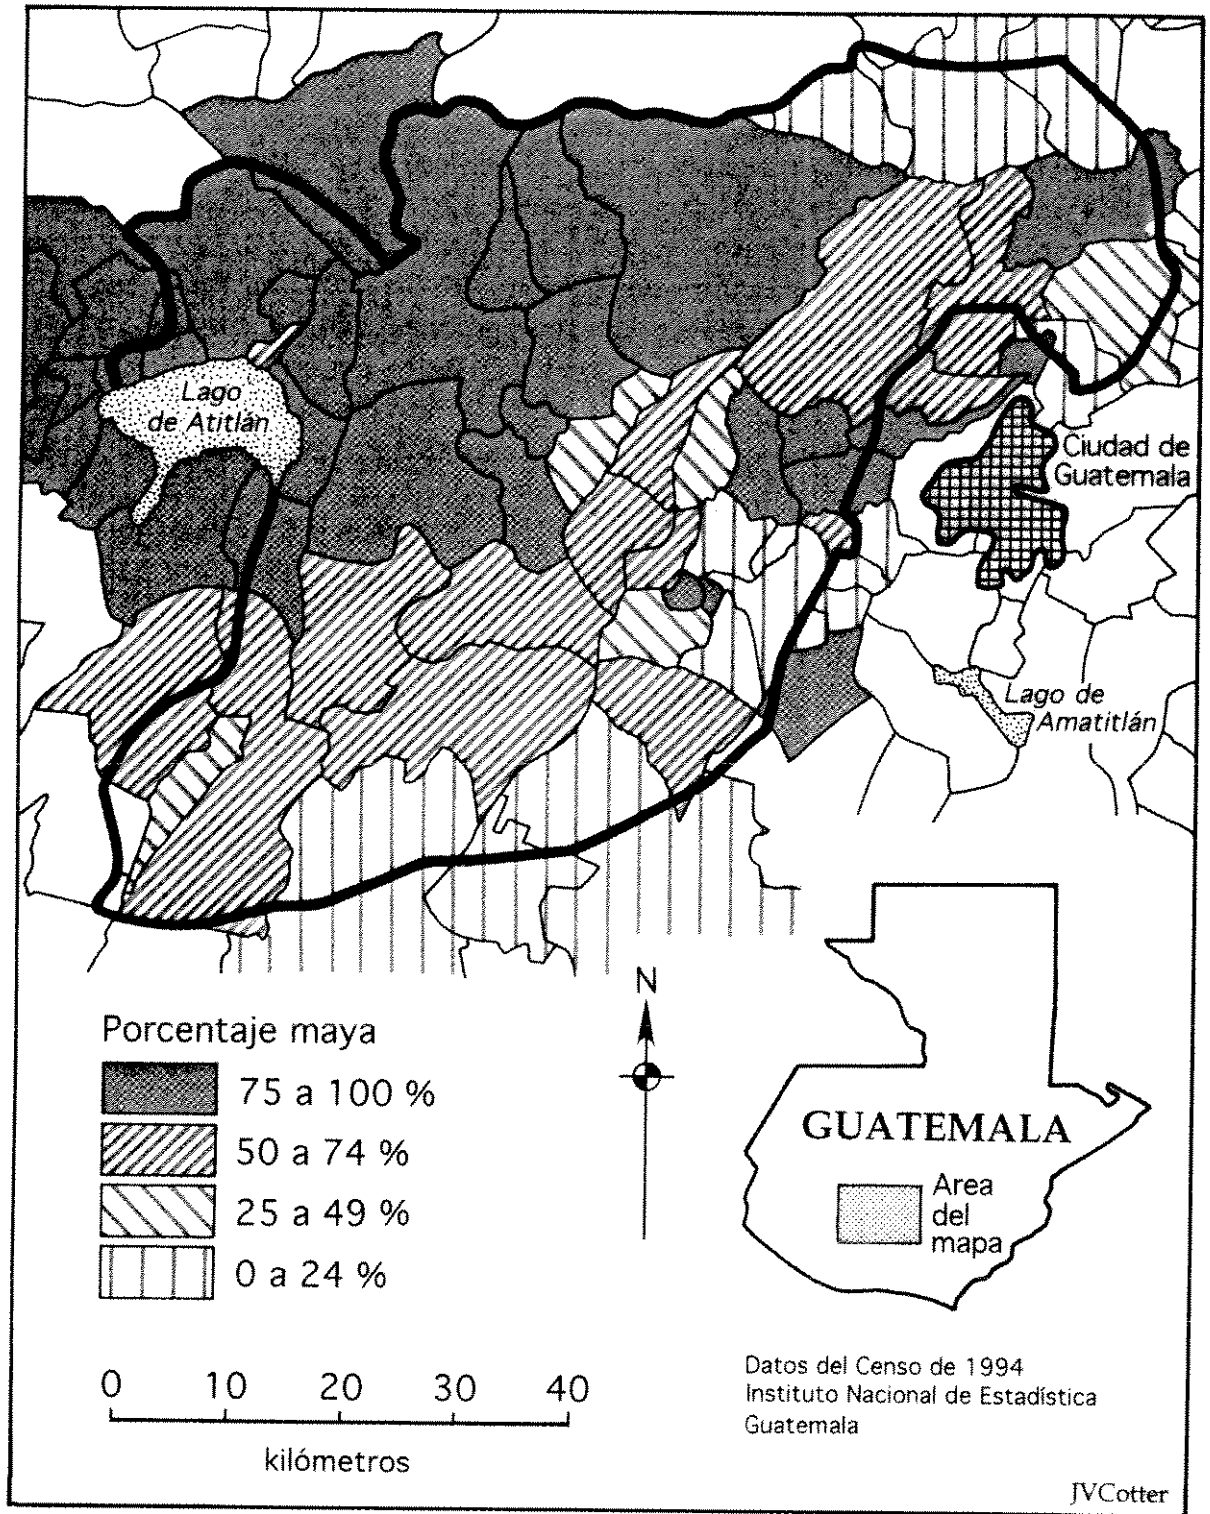 Lago
de Atitlán
Ciudad de
Guatemala
Lago de
Amatitlán
N
Porcentaje maya
75 a 100 %
50 a 74 %
25 a 49 %
0 a 24 %
GUATEMALA
Area
del
mapa
0 10 20 30 40
kilómetros
Datos del Censo de 1994
Instituto Nacional de Estadística
Guatemala
JVCotter